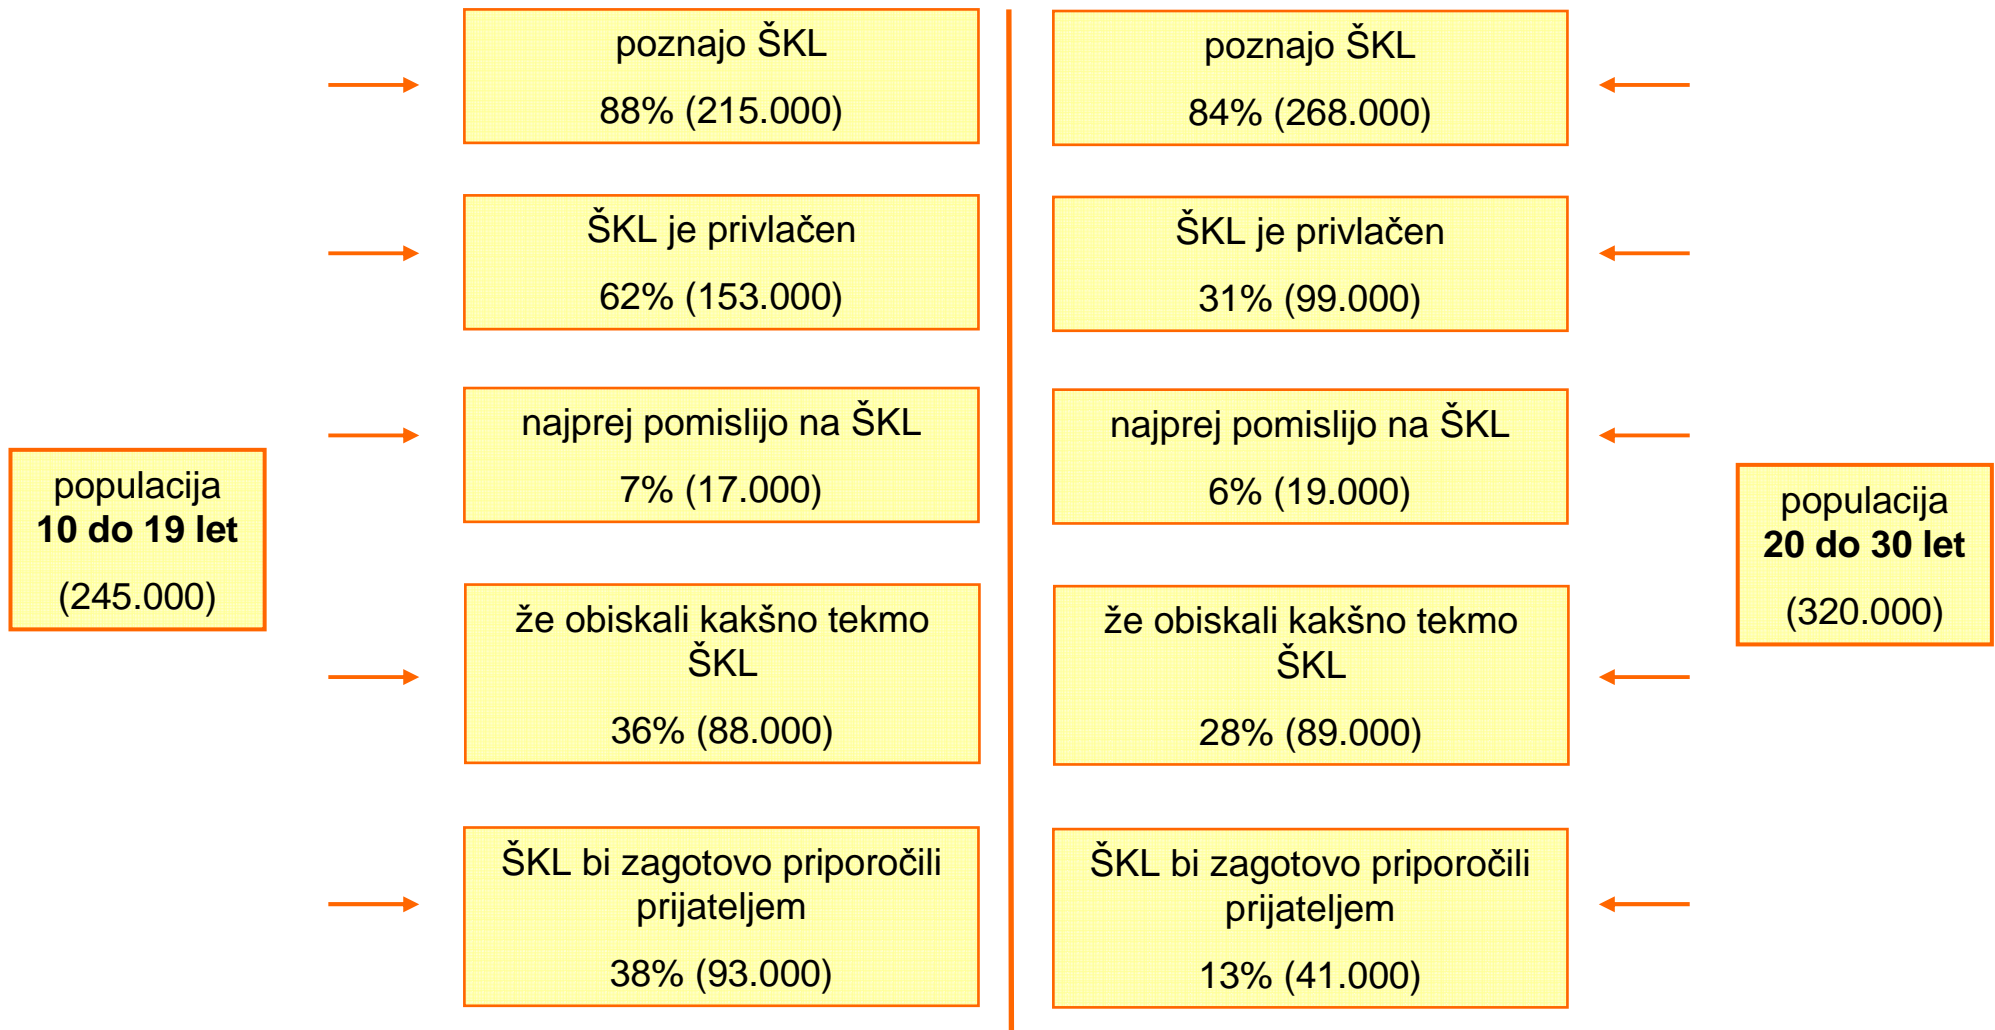 populacija
10 do 19 let
(245.000)
poznajo ŠKL
88% (215.000)
ŠKL je privlačen
62% (153.000)
najprej pomislijo na ŠKL
7% (17.000)
že obiskali kakšno tekmo
ŠKL
36% (88.000)
ŠKL bi zagotovo priporočili
prijateljem
38% (93.000)
poznajo ŠKL
84% (268.000)
ŠKL je privlačen
31% (99.000)
najprej pomislijo na ŠKL
6% (19.000)
že obiskali kakšno tekmo
ŠKL
28% (89.000)
ŠKL bi zagotovo priporočili
prijateljem
13% (41.000)
populacija
20 do 30 let
(320.000)